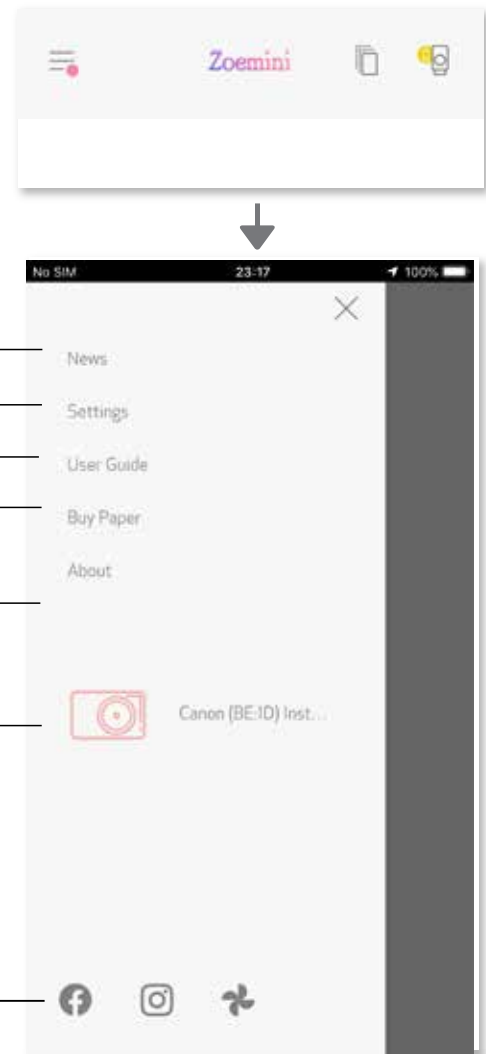 Zoemini
No SIM 23:17 100%
News
Settings
User Guide
Buy Paper
About
Canon (BE:1D) Inst...